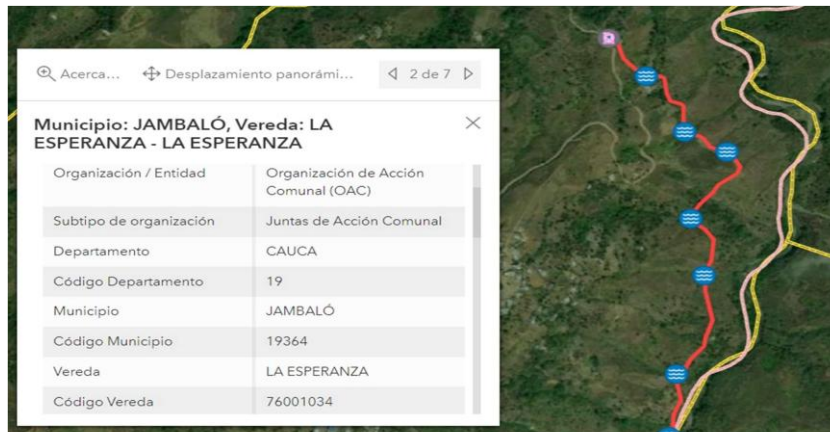 Acerca... Desplazamiento panorámi... 2 de 7
Municipio: JAMBALÓ, Vereda: LA
ESPERANZA - LA ESPERANZA
Organización / Entidad Organización de Acción
Comunal (OAC)
Subtipo de organización Juntas de Acción Comunal
Departamento CAUCA
Código Departamento 19
Municipio JAMBALÓ
Código Municipio 19364
Vereda LA ESPERANZA
Código Vereda 76001034